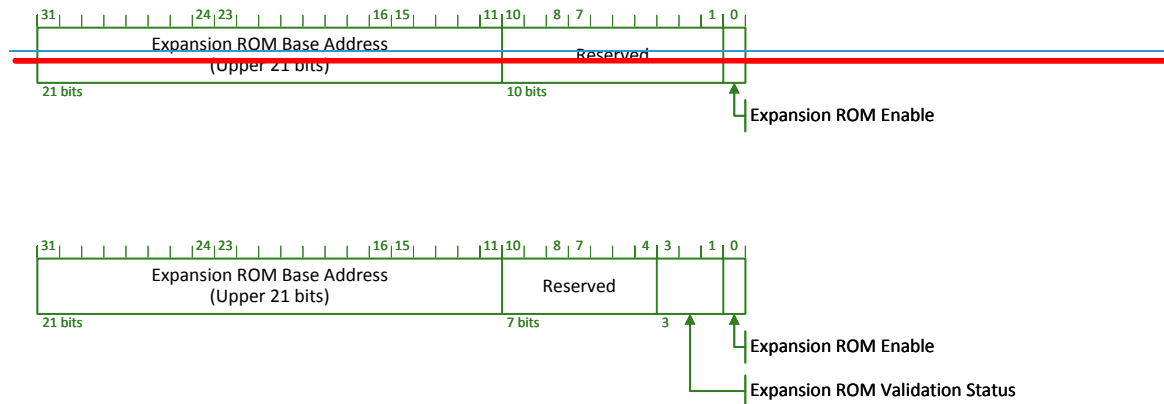 31 24 23 16 15 11 10 8 7 1 0
Expansion ROM Base Address
(Upper 21 bits)
Reserved
21 bits 10 bits
Expansion ROM Enable
31 24 23 16 15 11 10 8 7 4 3 1 0
Expansion ROM Base Address
(Upper 21 bits)
Reserved
21 bits 7 bits 3
Expansion ROM Enable
Expansion ROM Validation Status